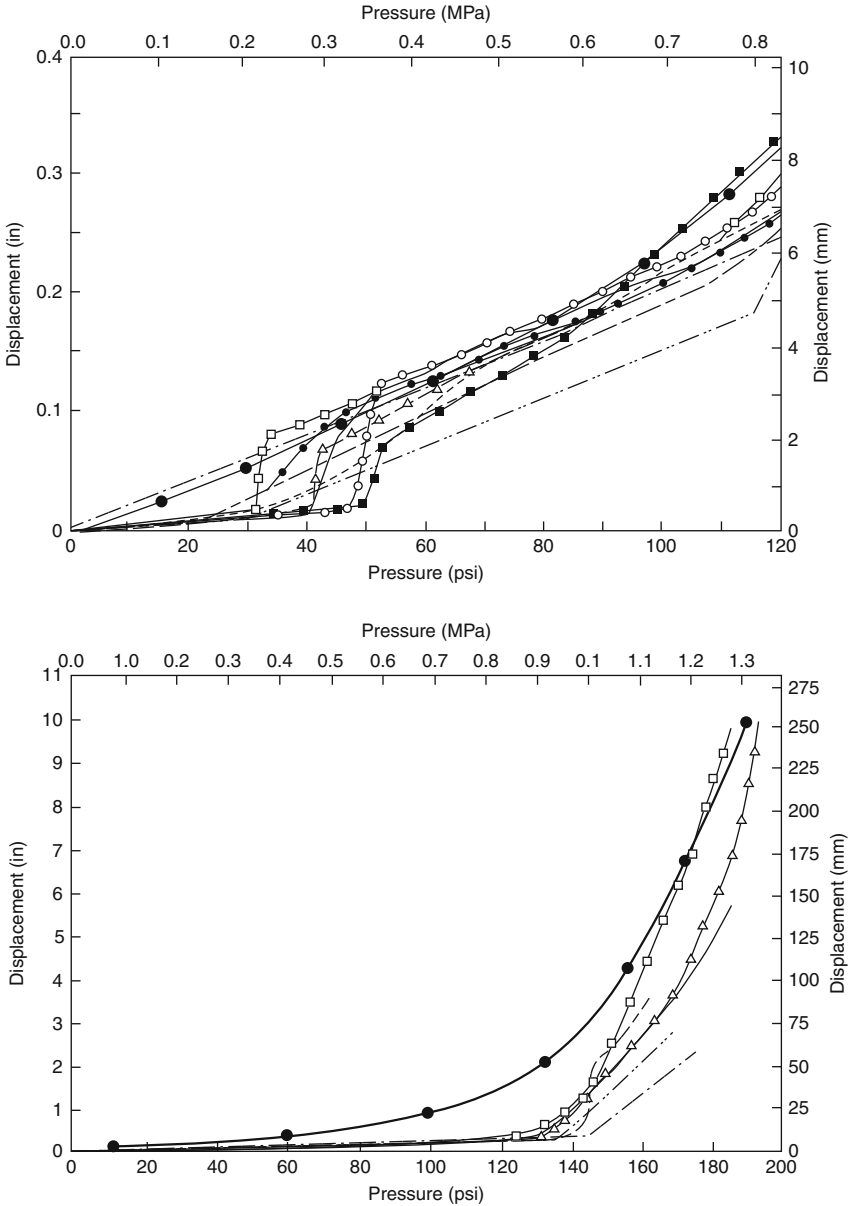 Pressure (MPa)
0.0 0.1 0.2 0.3 0.4 0.5 0.6 0.7 0.8
0.4 10
0.3 8
0.2 6
4
0.1 2
0 0
Displacement (in)
Displacement (mm)
0 20 40 60 80 100 120
Pressure (psi)
Pressure (MPa)
0.0 1.0 0.2 0.3 0.4 0.5 0.6 0.7 0.8 0.9 0.1 1.1 1.2 1.3
11 275
10 250
9 225
8 200
7 175
6 150
5 125
4 100
3 75
2 50
1 25
0 0
Displacement (in)
Displacement (mm)
0 20 40 60 80 100 120 140 160 180 200
Pressure (psi)